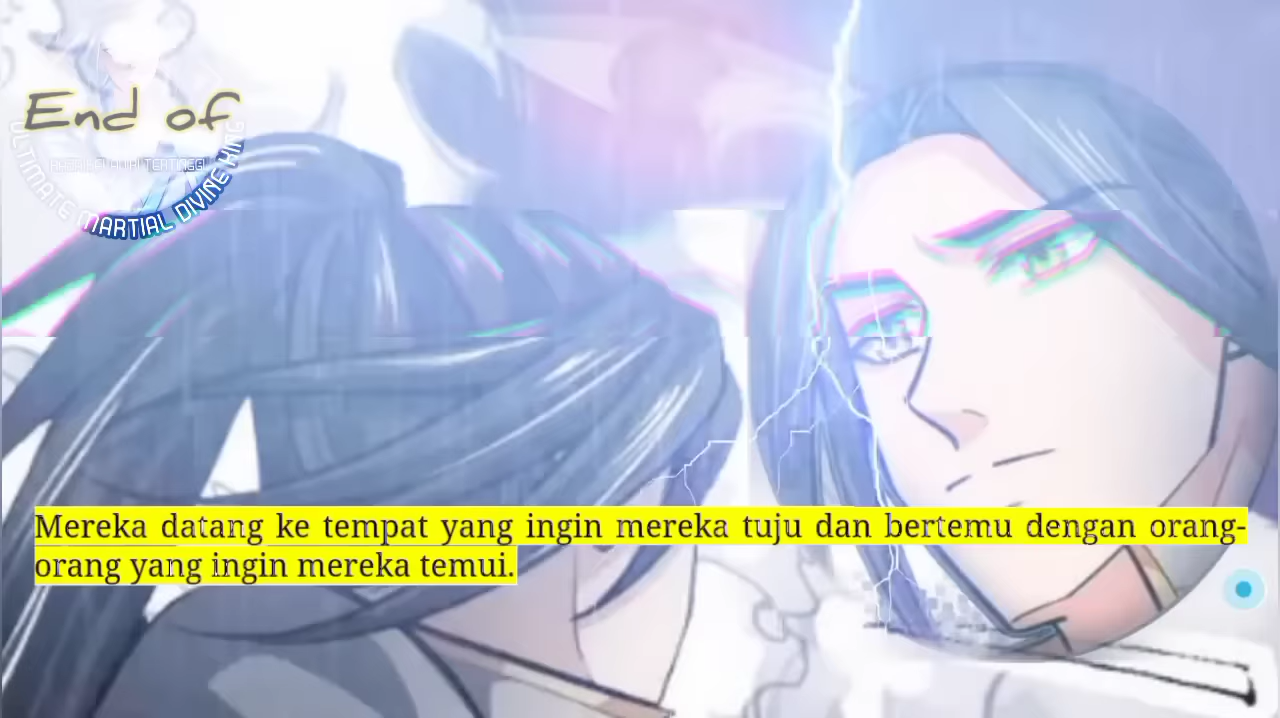 End of
ULTIMATE MARTIAL DIVINE KING
Mereka datang ke tempat yang ingin mereka tuju dan bertemu dengan orang-
orang yang ingin mereka temui.